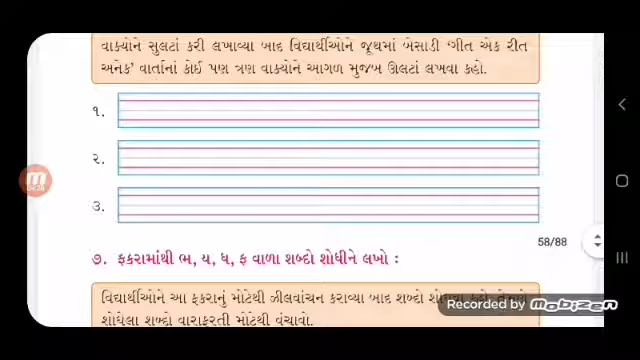 વાક્યોને સુલટાં કરી લખાવ્યા બાદ વિદ્યાર્થીઓને જૂથમાં બેસાડી ‘ગીત એક રીત
અનેક’ વાર્તાનાં કોઈ પણ ત્રણ વાક્યોને આગળ મુજબ ઊલટાં લખવા કહો.
૧.
૨.
૩.
58/88
૭. ફકરામાંથી ભ, ય, ધ, ફ વાળા શબ્દો શોધીને લખો :
વિદ્યાર્થીઓને આ ફકરાનું મોટેથી ઝીલવાંચન કરાવ્યા બાદ શબ્દો
શોધેલા શબ્દો વારાફરતી મોટેથી વંચાવો.
Recorded by mobizen